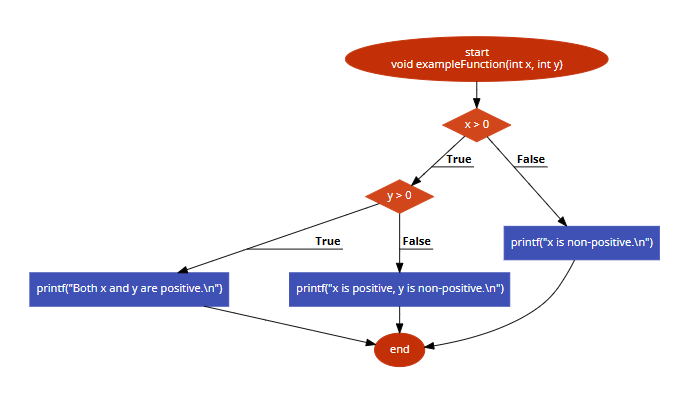 start
void exampleFunction(int x, int y)
x > 0
True
False
y > 0
True
False
printf("x is non-positive.\n")
printf("Both x and y are positive.\n")
printf("x is positive, y is non-positive.\n")
end